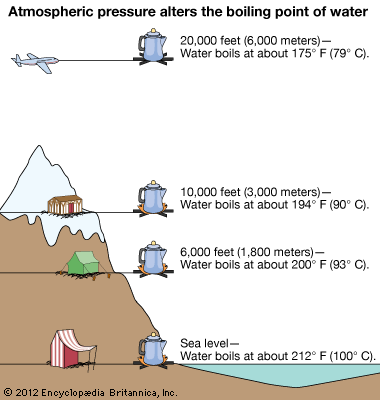 Atmospheric pressure alters the boiling point of water
20,000 feet (6,000 meters)—
Water boils at about 175° F (79° C).
10,000 feet (3,000 meters)—
Water boils at about 194° F (90° C).
6,000 feet (1,800 meters)—
Water boils at about 200° F (93° C).
Sea level—
Water boils at about 212° F (100° C).
© 2012 Encyclopædia Britannica, Inc.